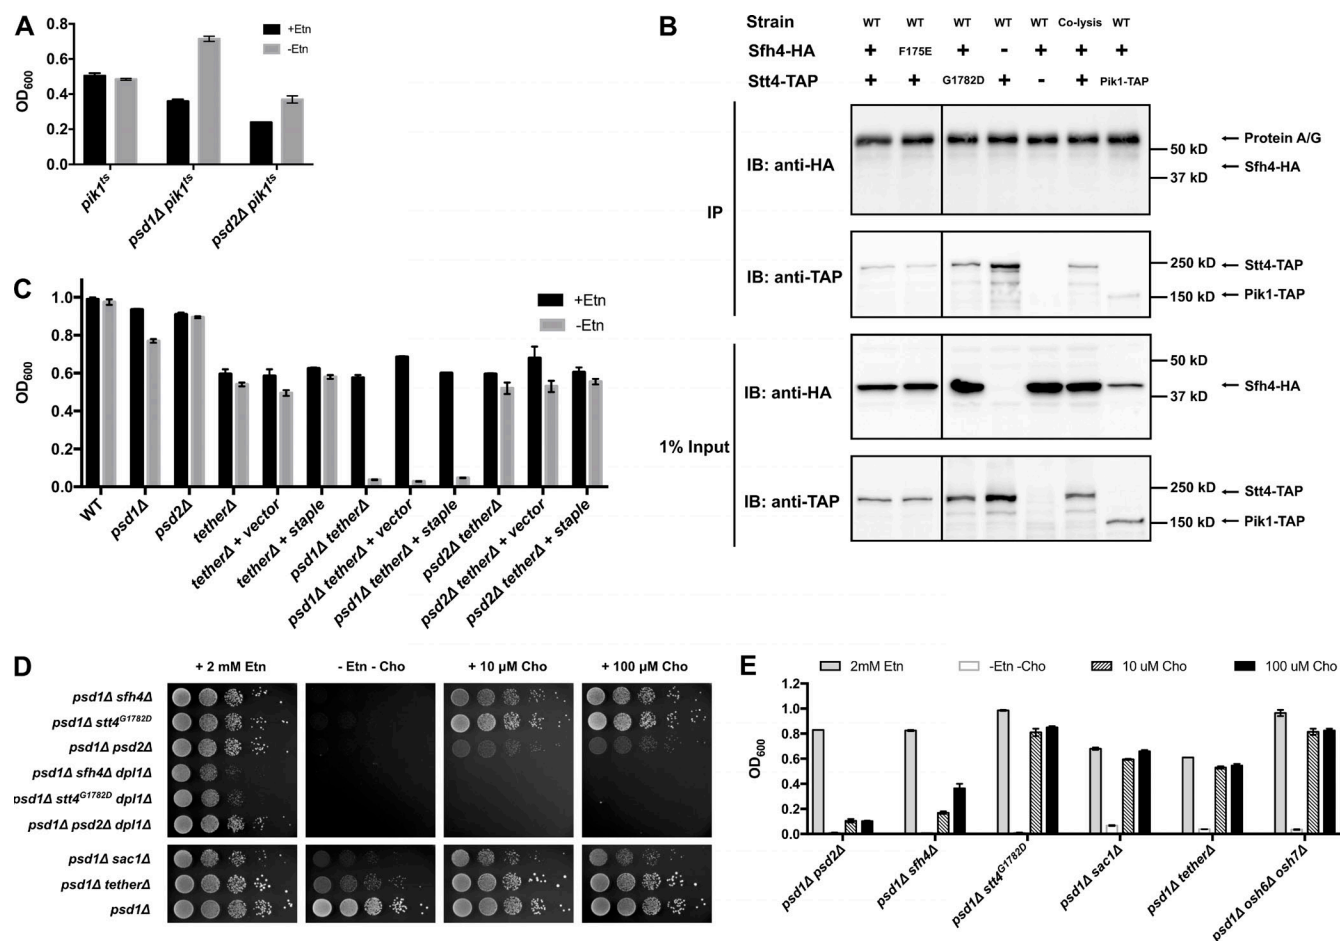 A
0.8
0.6
0.4
0.2
0.0
OD600
+Etn
-Etn
pik1ts
psd1Δ pik1ts
psd2Δ pik1ts
B
Strain WT WT WT WT WT Co-lysis WT
Sfh4-HA + F175E + - + + +
Stt4-TAP + + G1782D + - + Pik1-TAP
IP
IB: anti-HA
50 kD
37 kD
Protein A/G
Sfh4-HA
IB: anti-TAP
250 kD
150 kD
Stt4-TAP
Pik1-TAP
1% Input
IB: anti-HA
50 kD
37 kD
Sfh4-HA
IB: anti-TAP
250 kD
150 kD
Stt4-TAP
Pik1-TAP
C
1.0
0.8
0.6
0.4
0.2
0.0
OD600
+Etn
-Etn
WT
psd1Δ
psd2Δ
tetherΔ
tetherΔ + vector
tetherΔ + staple
psd1Δ tetherΔ
psd1Δ tetherΔ + vector
psd1Δ tetherΔ + staple
psd2Δ tetherΔ
psd2Δ tetherΔ + vector
psd2Δ tetherΔ + staple
D
+ 2 mM Etn - Etn - Cho + 10 μM Cho + 100 μM Cho
psd1Δ sfh4Δ
psd1Δ stt4G1782D
psd1Δ psd2Δ
psd1Δ sfh4Δ dpl1Δ
psd1Δ stt4G1782D dpl1Δ
psd1Δ psd2Δ dpl1Δ
psd1Δ sac1Δ
psd1Δ tetherΔ
psd1Δ
E
2mM Etn -Etn -Cho 10 uM Cho 100 uM Cho
1.2
1.0
0.8
0.6
0.4
0.2
0.0
OD600
psd1Δ psd2Δ
psd1Δ sfh4Δ
psd1Δ stt4G1782D
psd1Δ sac1Δ
psd1Δ tetherΔ
psd1Δ osh6Δ osh7Δ